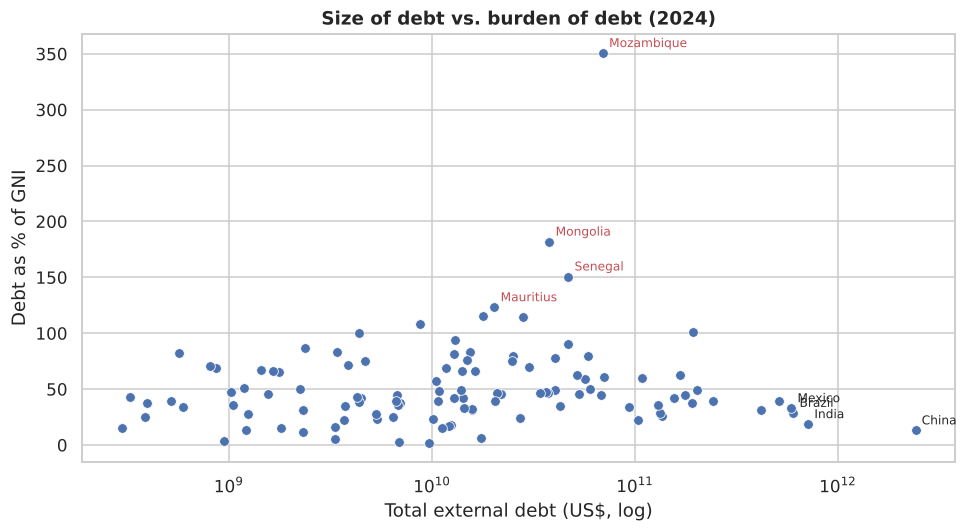 Size of debt vs. burden of debt (2024)
Debt as % of GNI
350
300
250
200
150
100
50
0
Mozambique
Mongolia
Senegal
Mauritius
Mexico
Brazil
India
China
10⁹
10¹⁰
10¹¹
10¹²
Total external debt (US$, log)